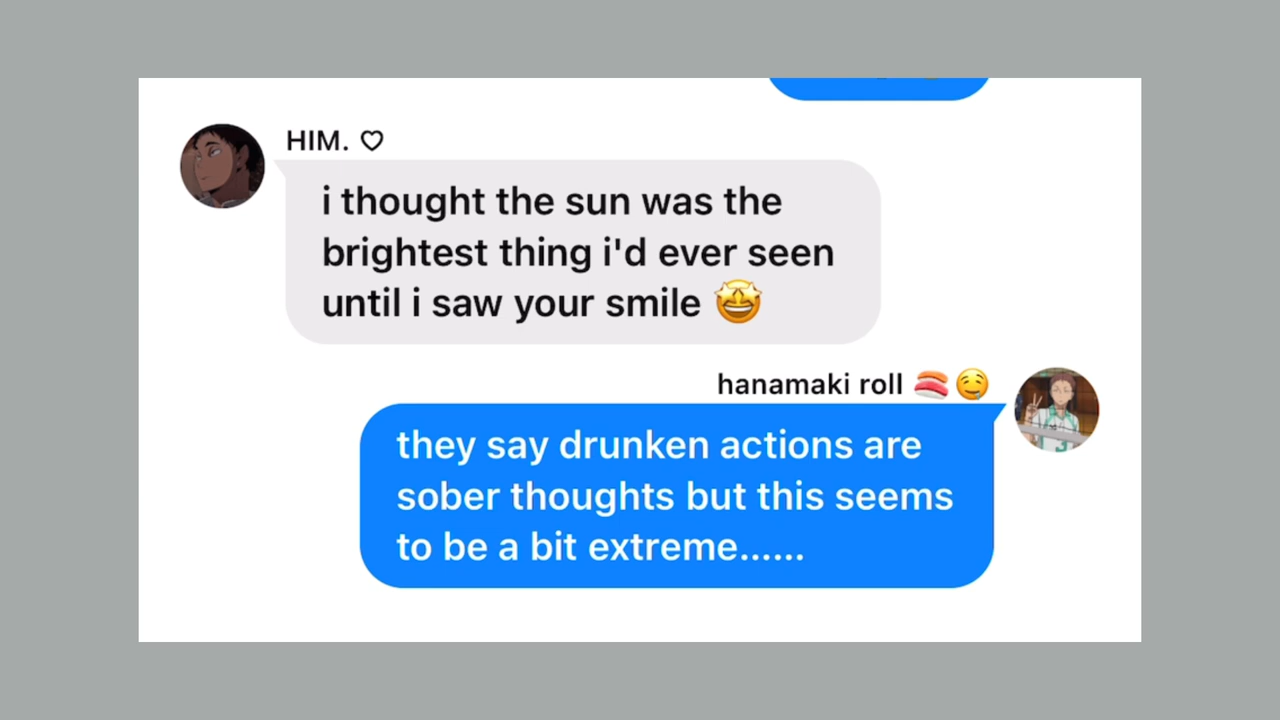 HIM. ♡
i thought the sun was the
brightest thing i'd ever seen
until i saw your smile 🤩
hanamaki roll 🍣🤤
they say drunken actions are
sober thoughts but this seems
to be a bit extreme......